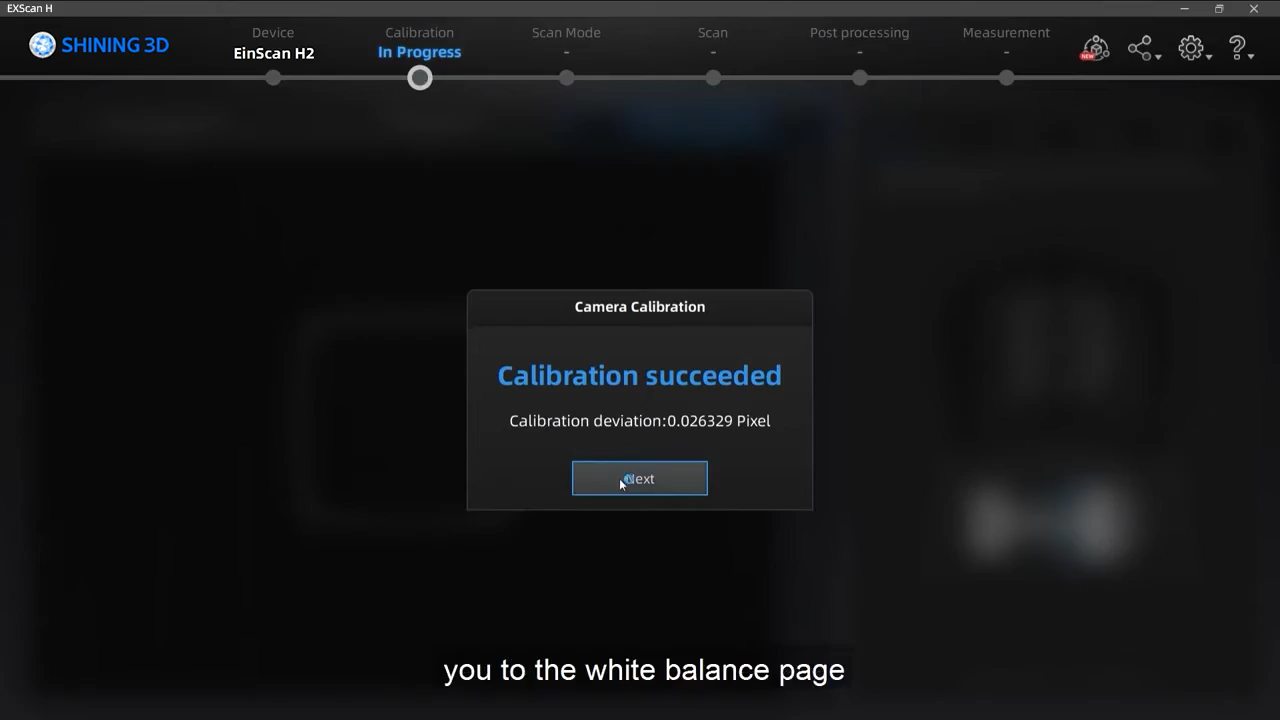 EXScan H
SHINING 3D
Device
EinScan H2
Calibration
In Progress
Scan Mode
-
Scan
-
Post processing
-
Measurement
-
NEW
Camera Calibration
Calibration succeeded
Calibration deviation:0.026329 Pixel
Next
you to the white balance page